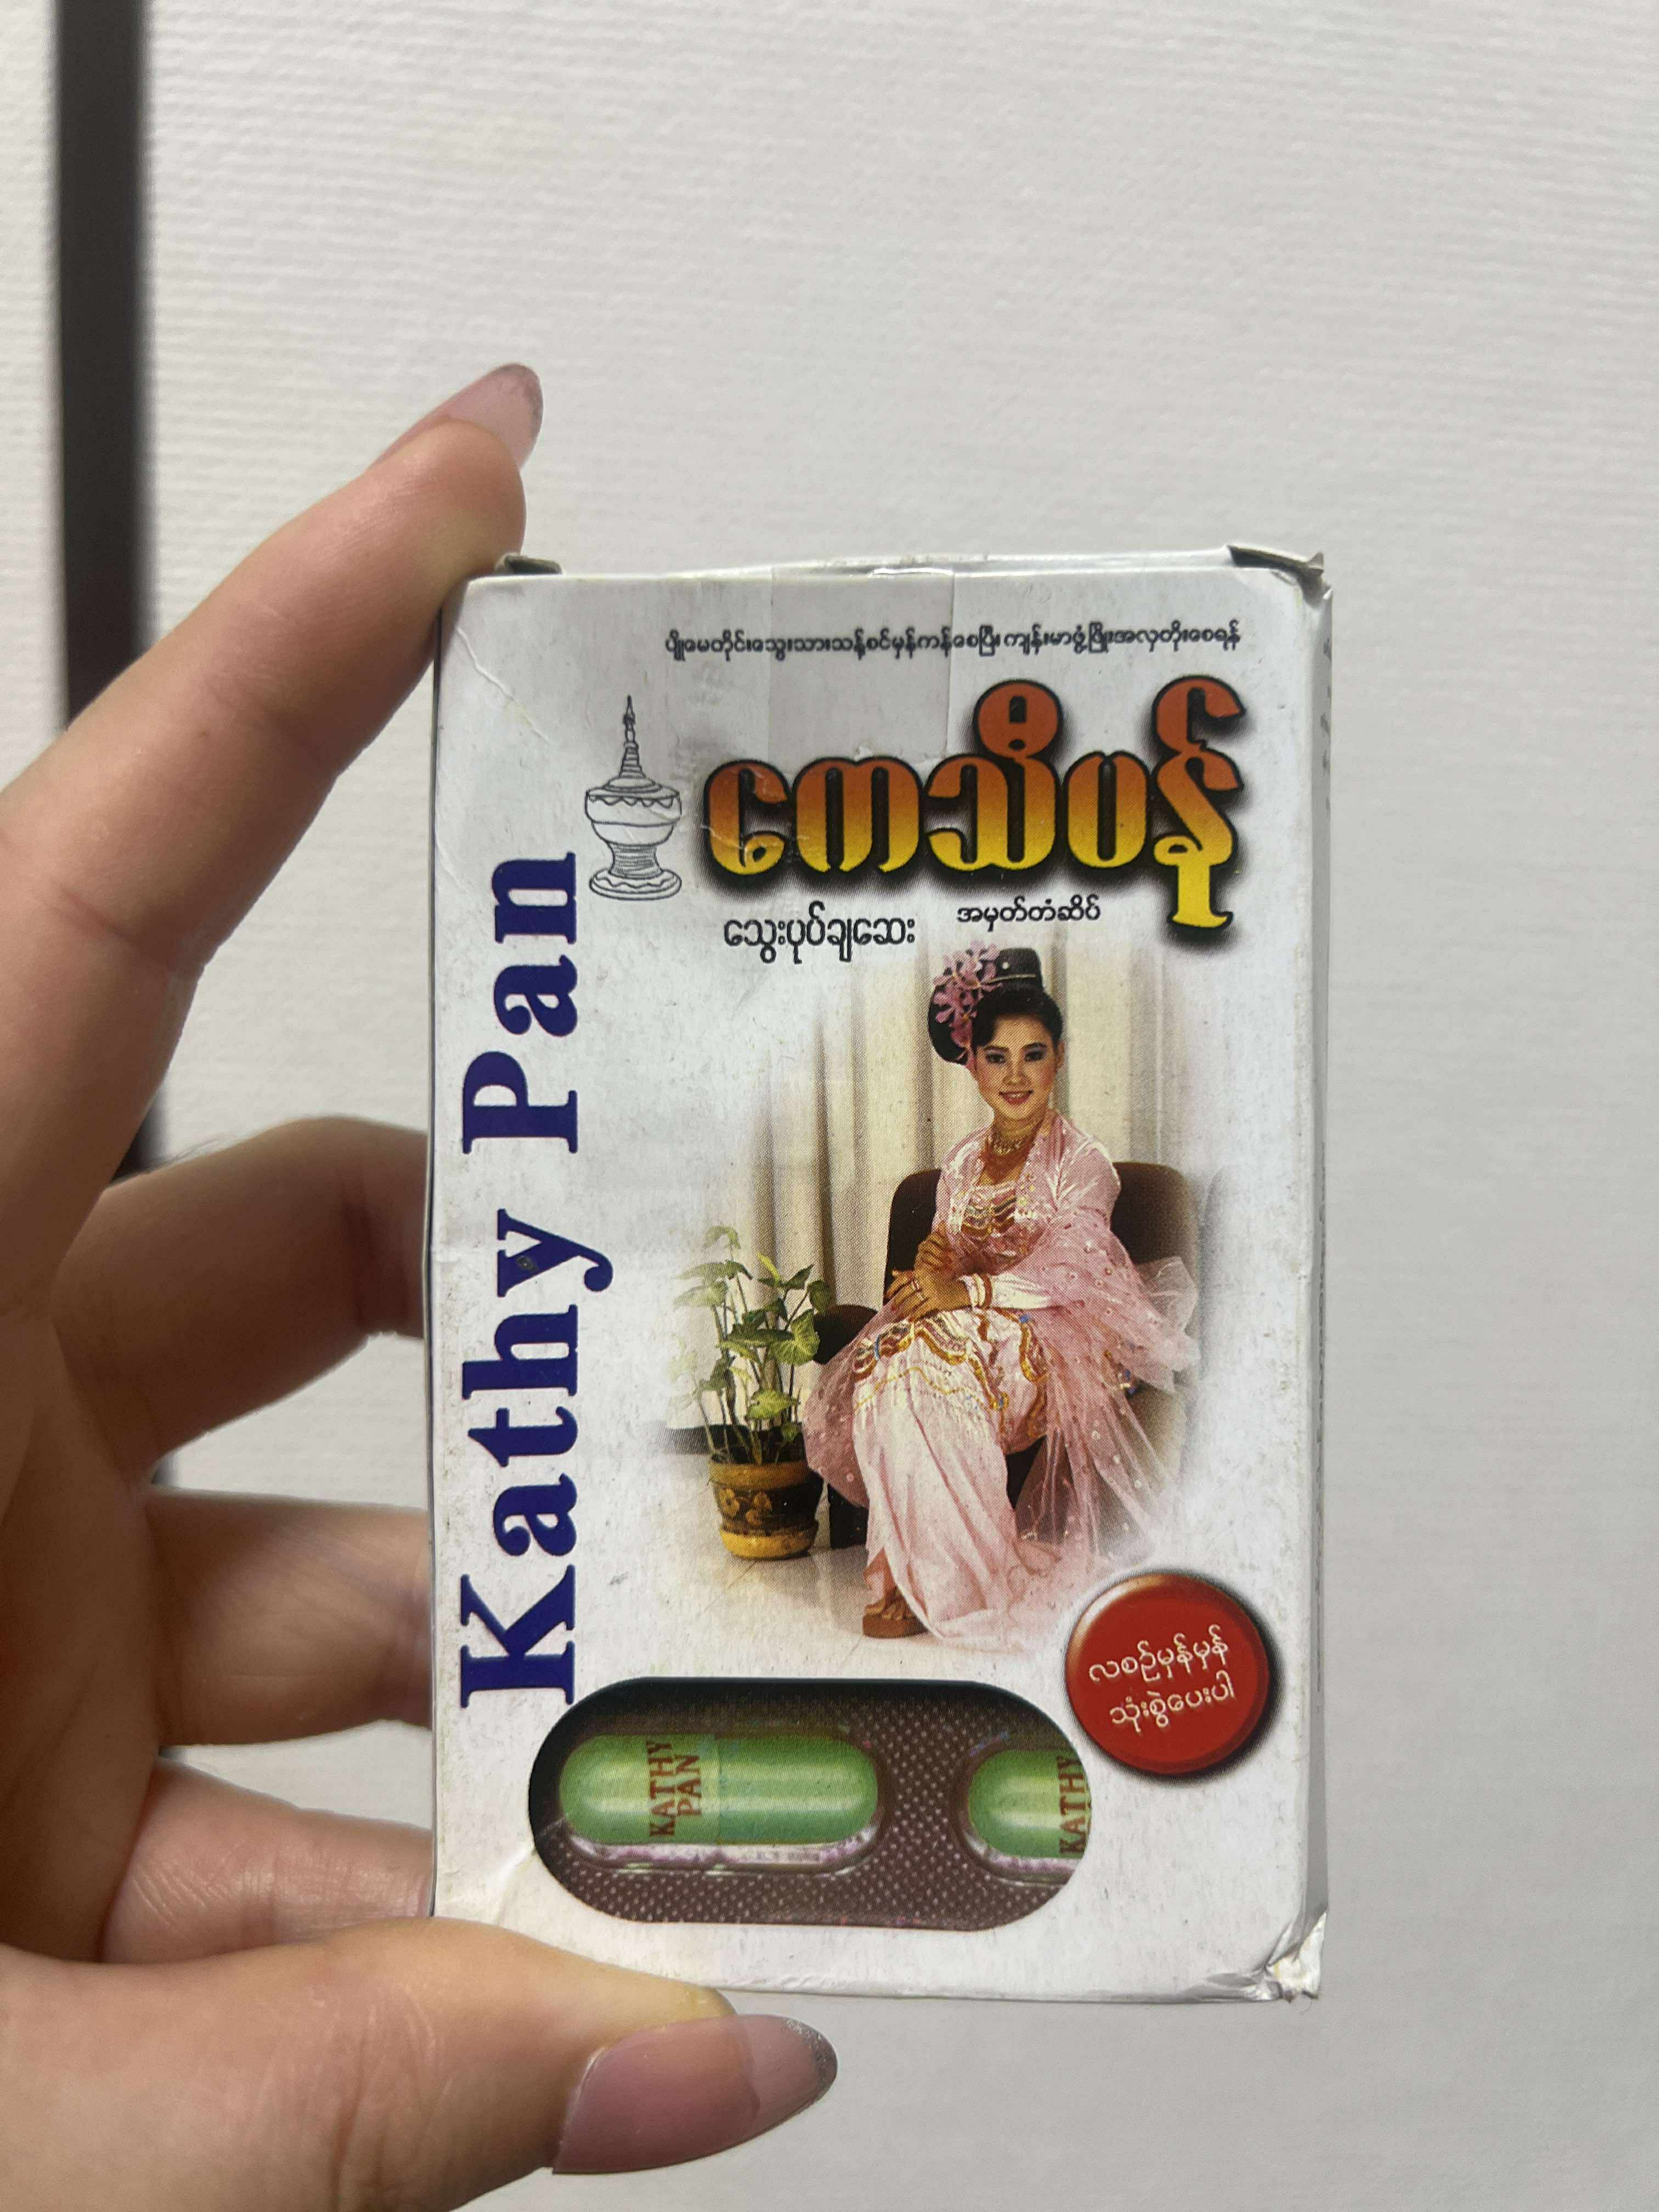 ပျိုမေတိုင်းသွေးသားသန့်စင်မှန်ကန်စေပြီး ကျန်းမာဖွံ့ဖြိုးအလှတိုးစေရန်
ကေသီပန်
သွေးပုပ်ချဆေး
အမှတ်တံဆိပ်
Kathy Pan
လစဉ်မှန်မှန်
သုံးစွဲပေးပါ
KATHY
PAN
KATHY